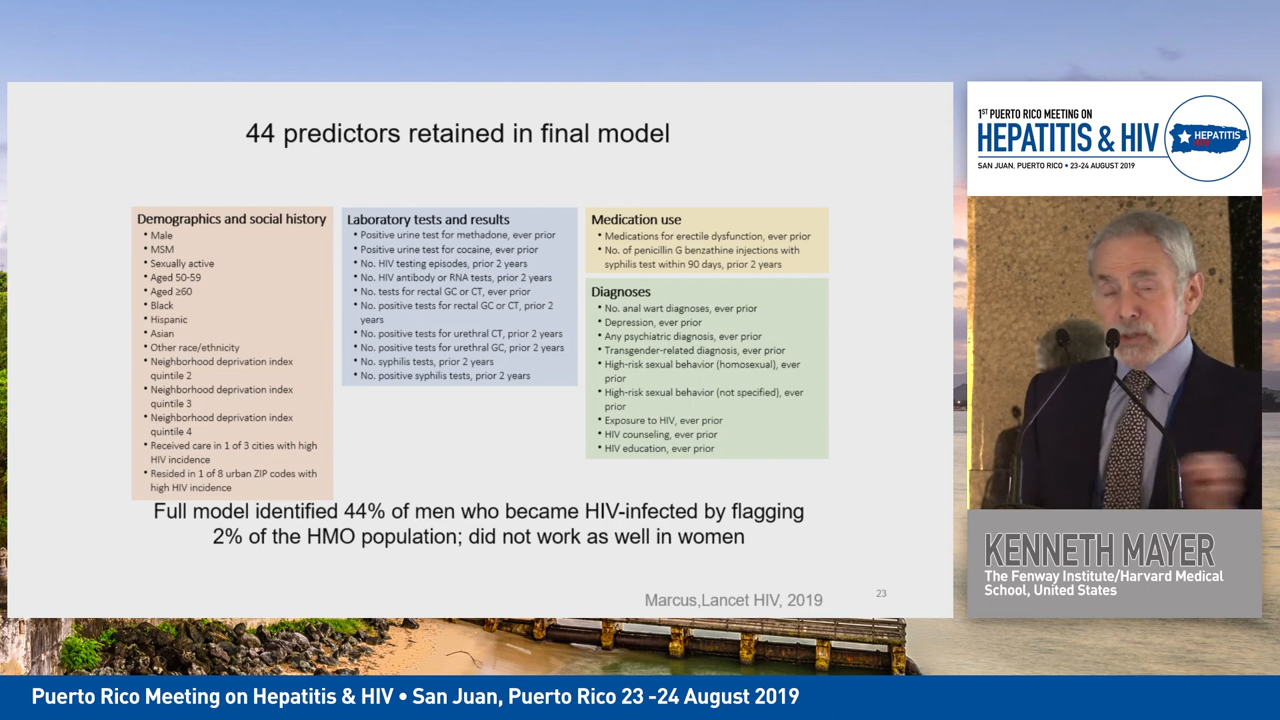 44 predictors retained in final model
Demographics and social history
• Male
• MSM
• Sexually active
• Aged 50-59
• Aged ≥60
• Black
• Hispanic
• Asian
• Other race/ethnicity
• Neighborhood deprivation index
quintile 2
• Neighborhood deprivation index
quintile 3
• Neighborhood deprivation index
quintile 4
• Received care in 1 of 3 cities with high
HIV incidence
• Resided in 1 of 8 urban ZIP codes with
high HIV incidence
Laboratory tests and results
• Positive urine test for methadone, ever prior
• Positive urine test for cocaine, ever prior
• No. HIV testing episodes, prior 2 years
• No. HIV antibody or RNA tests, prior 2 years
• No. tests for rectal GC or CT, ever prior
• No. positive tests for rectal GC or CT, prior 2
years
• No. positive tests for urethral CT, prior 2 years
• No. positive tests for urethral GC, prior 2 years
• No. syphilis tests, prior 2 years
• No. positive syphilis tests, prior 2 years
Medication use
• Medications for erectile dysfunction, ever prior
• No. of penicillin G benzathine injections with
syphilis test within 90 days, prior 2 years
Diagnoses
• No. anal wart diagnoses, ever prior
• Depression, ever prior
• Any psychiatric diagnosis, ever prior
• Transgender-related diagnosis, ever prior
• High-risk sexual behavior (homosexual), ever
prior
• High-risk sexual behavior (not specified), ever
prior
• Exposure to HIV, ever prior
• HIV counseling, ever prior
• HIV education, ever prior
Full model identified 44% of men who became HIV-infected by flagging
2% of the HMO population; did not work as well in women
Marcus,Lancet HIV, 2019
23
1ST PUERTO RICO MEETING ON
HEPATITIS & HIV
SAN JUAN, PUERTO RICO • 23-24 AUGUST 2019
HEPATITIS
KENNETH MAYER
The Fenway Institute/Harvard Medical
School, United States
Puerto Rico Meeting on Hepatitis & HIV • San Juan, Puerto Rico 23 -24 August 2019